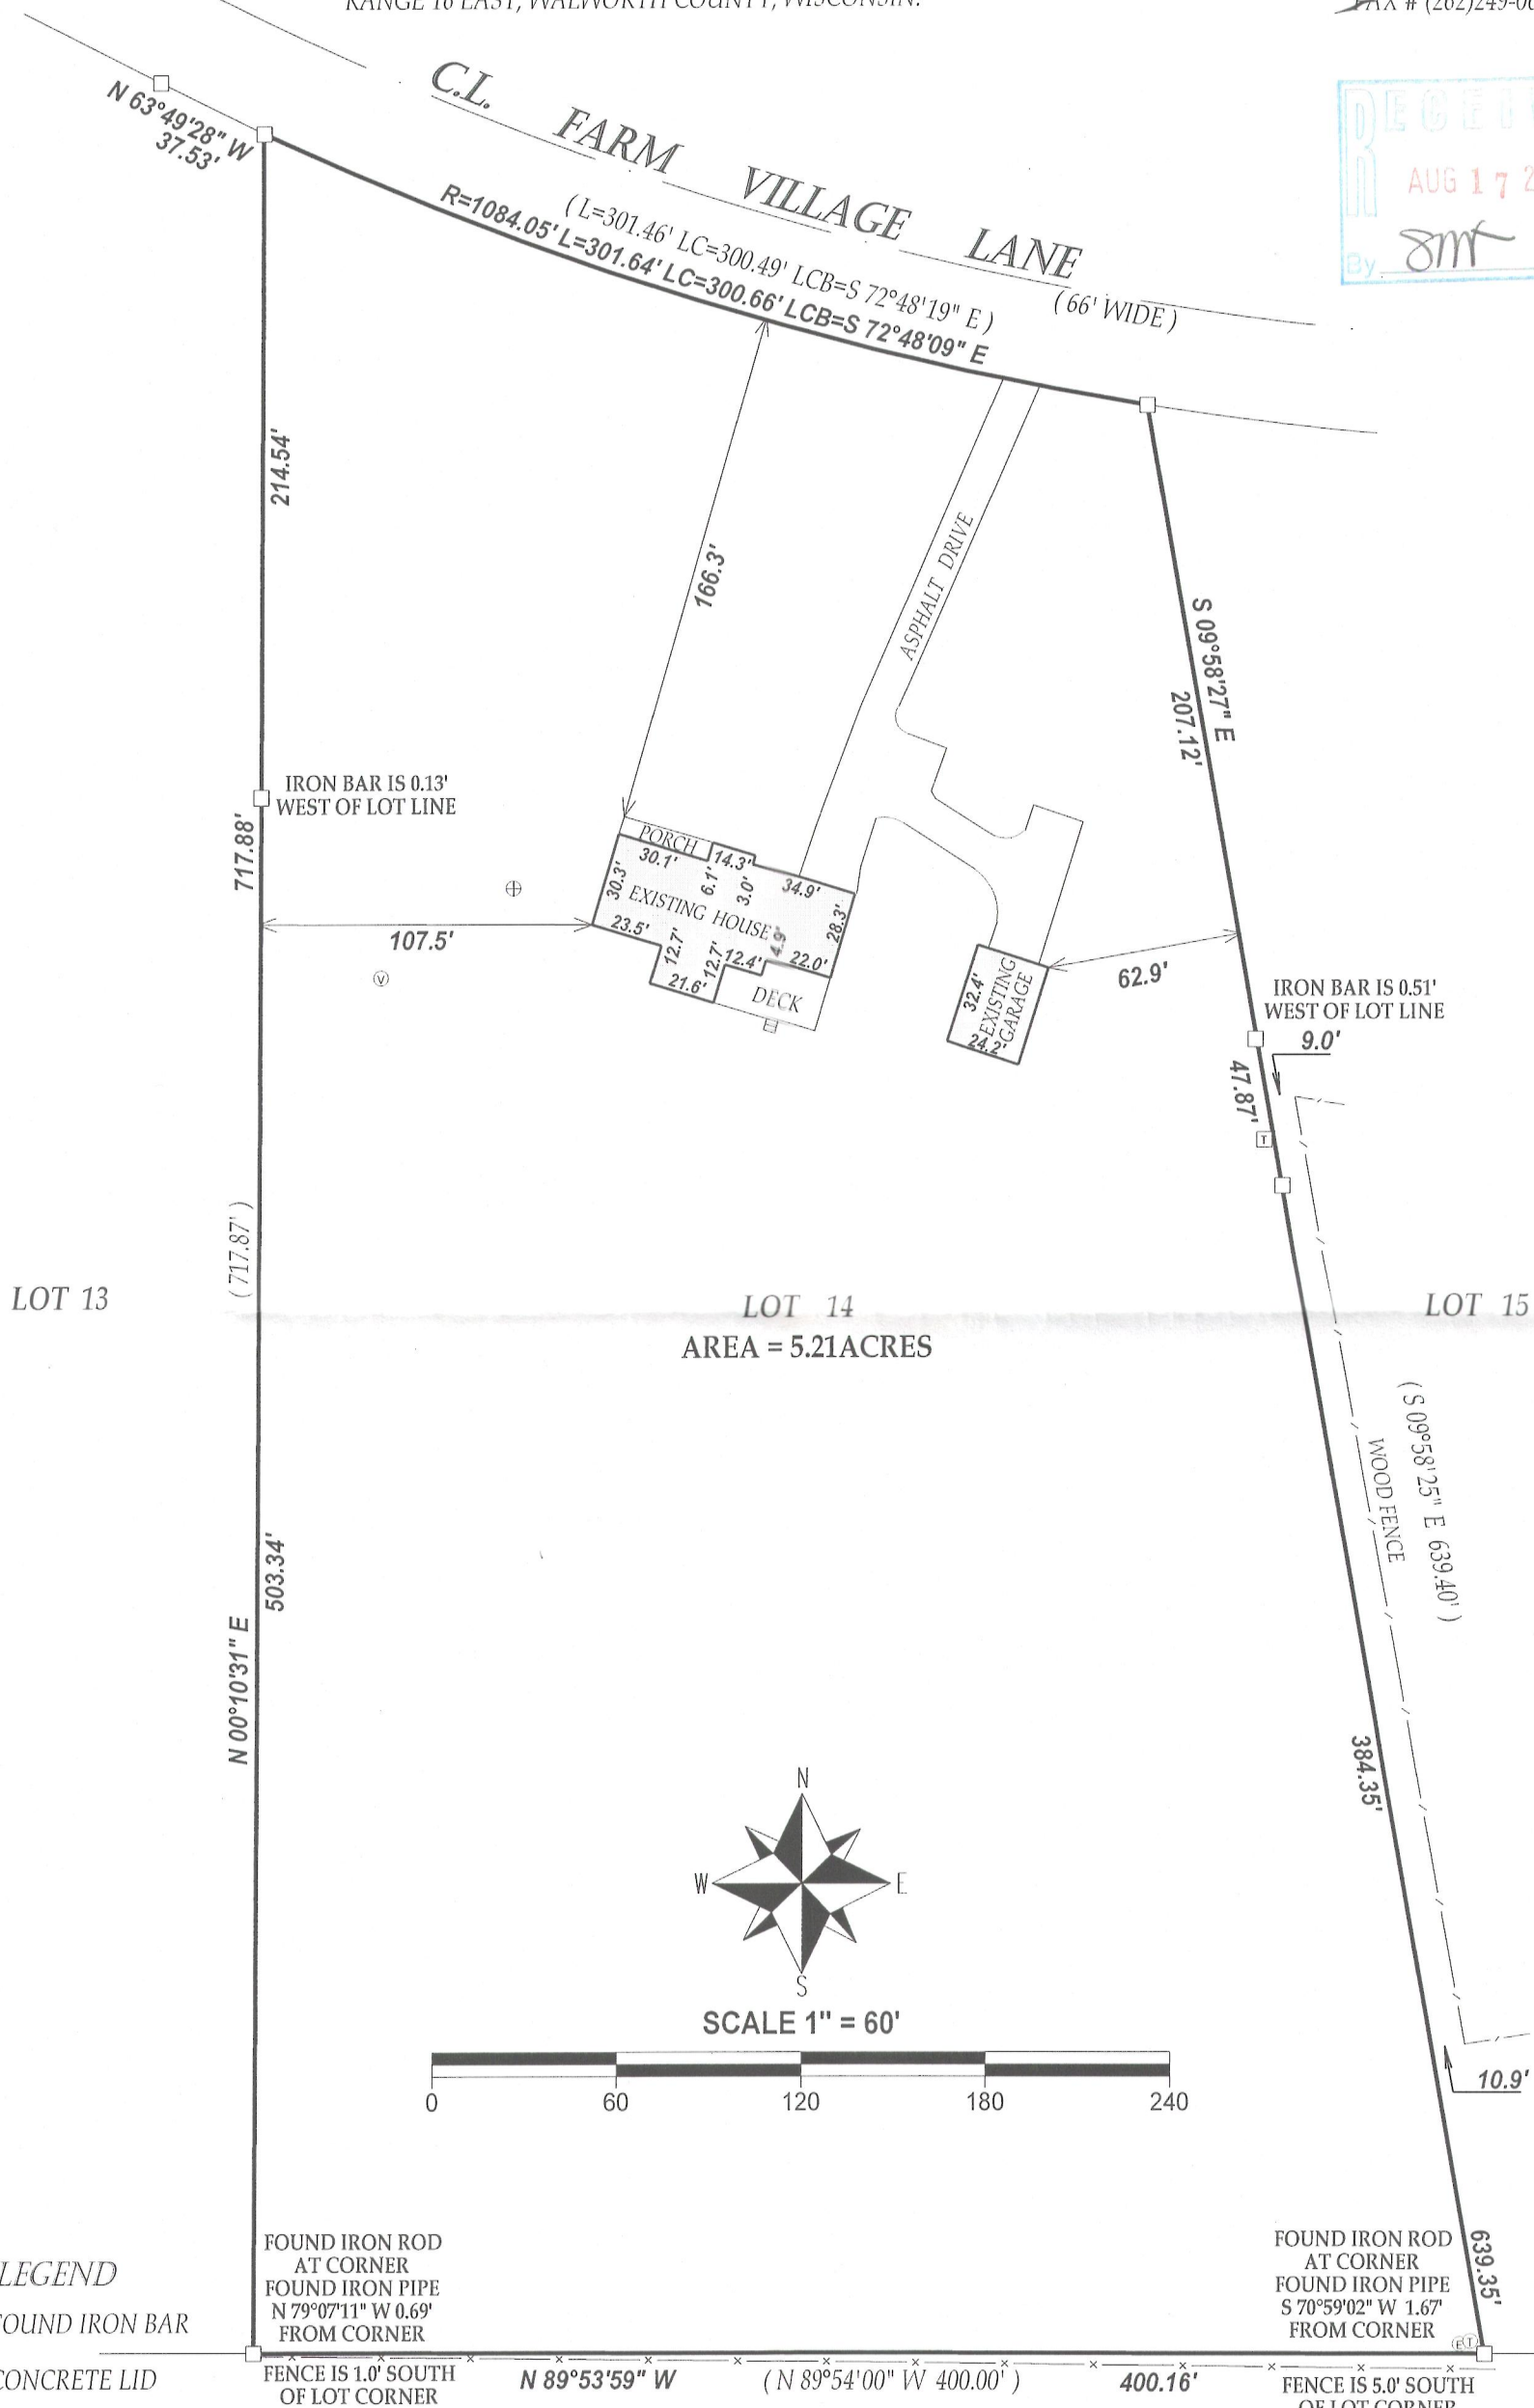 RANGE 16 EAST, WALWORTH COUNTY, WISCONSIN.
FAX # (262)249-
AUG 17 2
By
N 63°49'28" W
37.53'
C.L. FARM VILLAGE LANE
( 66' WIDE )
( L=301.46' LC=300.49' LCB=S 72°48'19" E )
R=1084.05' L=301.64' LC=300.66' LCB=S 72°48'09" E
214.54'
166.3'
ASPHALT DRIVE
S 09°58'27" E
207.12'
IRON BAR IS 0.13'
WEST OF LOT LINE
717.88'
PORCH
30.1'
14.3'
6.1'
3.0'
34.9'
30.3'
EXISTING HOUSE
28.3'
23.5'
12.7'
12.7'
12.4'
4.9'
22.0'
21.6'
DECK
107.5'
V
32.4'
EXISTING
GARAGE
24.2'
62.9'
IRON BAR IS 0.51'
WEST OF LOT LINE
9.0'
47.87'
T
( 717.87' )
LOT 13
LOT 14
AREA = 5.21ACRES
LOT 15
( S 09°58'25" E 639.40' )
WOOD FENCE
503.34'
N 00°10'31" E
384.35'
N
W
E
S
SCALE 1" = 60'
0 60 120 180 240
10.9'
639.35'
FOUND IRON ROD
AT CORNER
FOUND IRON PIPE
N 79°07'11" W 0.69'
FROM CORNER
FOUND IRON ROD
AT CORNER
FOUND IRON PIPE
S 70°59'02" W 1.67'
FROM CORNER
E T
LEGEND
FOUND IRON BAR
CONCRETE LID
FENCE IS 1.0' SOUTH
OF LOT CORNER
N 89°53'59" W
( N 89°54'00" W 400.00' )
400.16'
FENCE IS 5.0' SOUTH
OF LOT CORNER